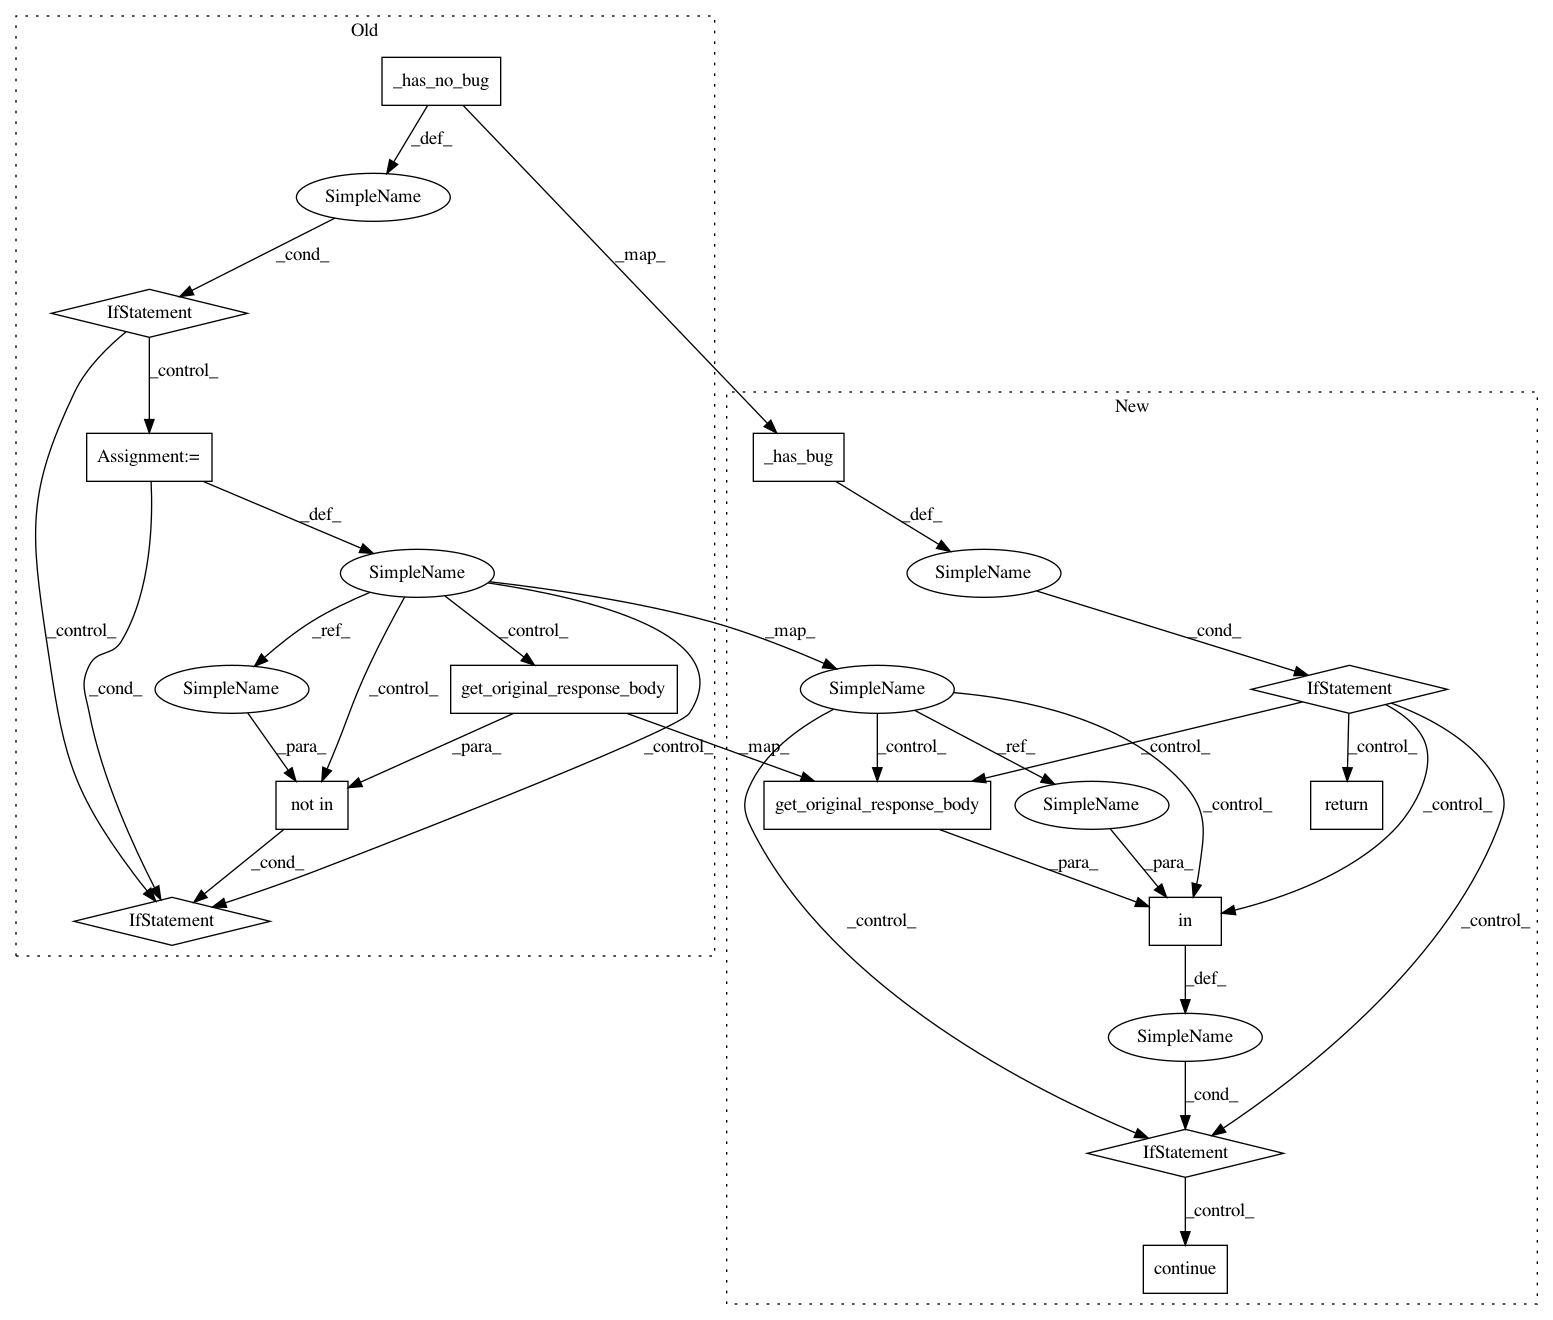 Old
_has_no_bug
_def_
SimpleName
_cond_
_map_
IfStatement
_control_
New
Assignment:=
_has_bug
_def_
_def_
SimpleName
SimpleName
_control_
_ref_
_control_
_map_
_cond_
_cond_
_control_
SimpleName
get_original_response_body
SimpleName
IfStatement
_para_
_para_
_control_
_map_
_control_
_ref_
_control_
_control_
not in
get_original_response_body
SimpleName
return
_control_
_control_
_cond_
_para_
_para_
IfStatement
_control_
in
_control_
_def_
SimpleName
_cond_
IfStatement
_control_
continue